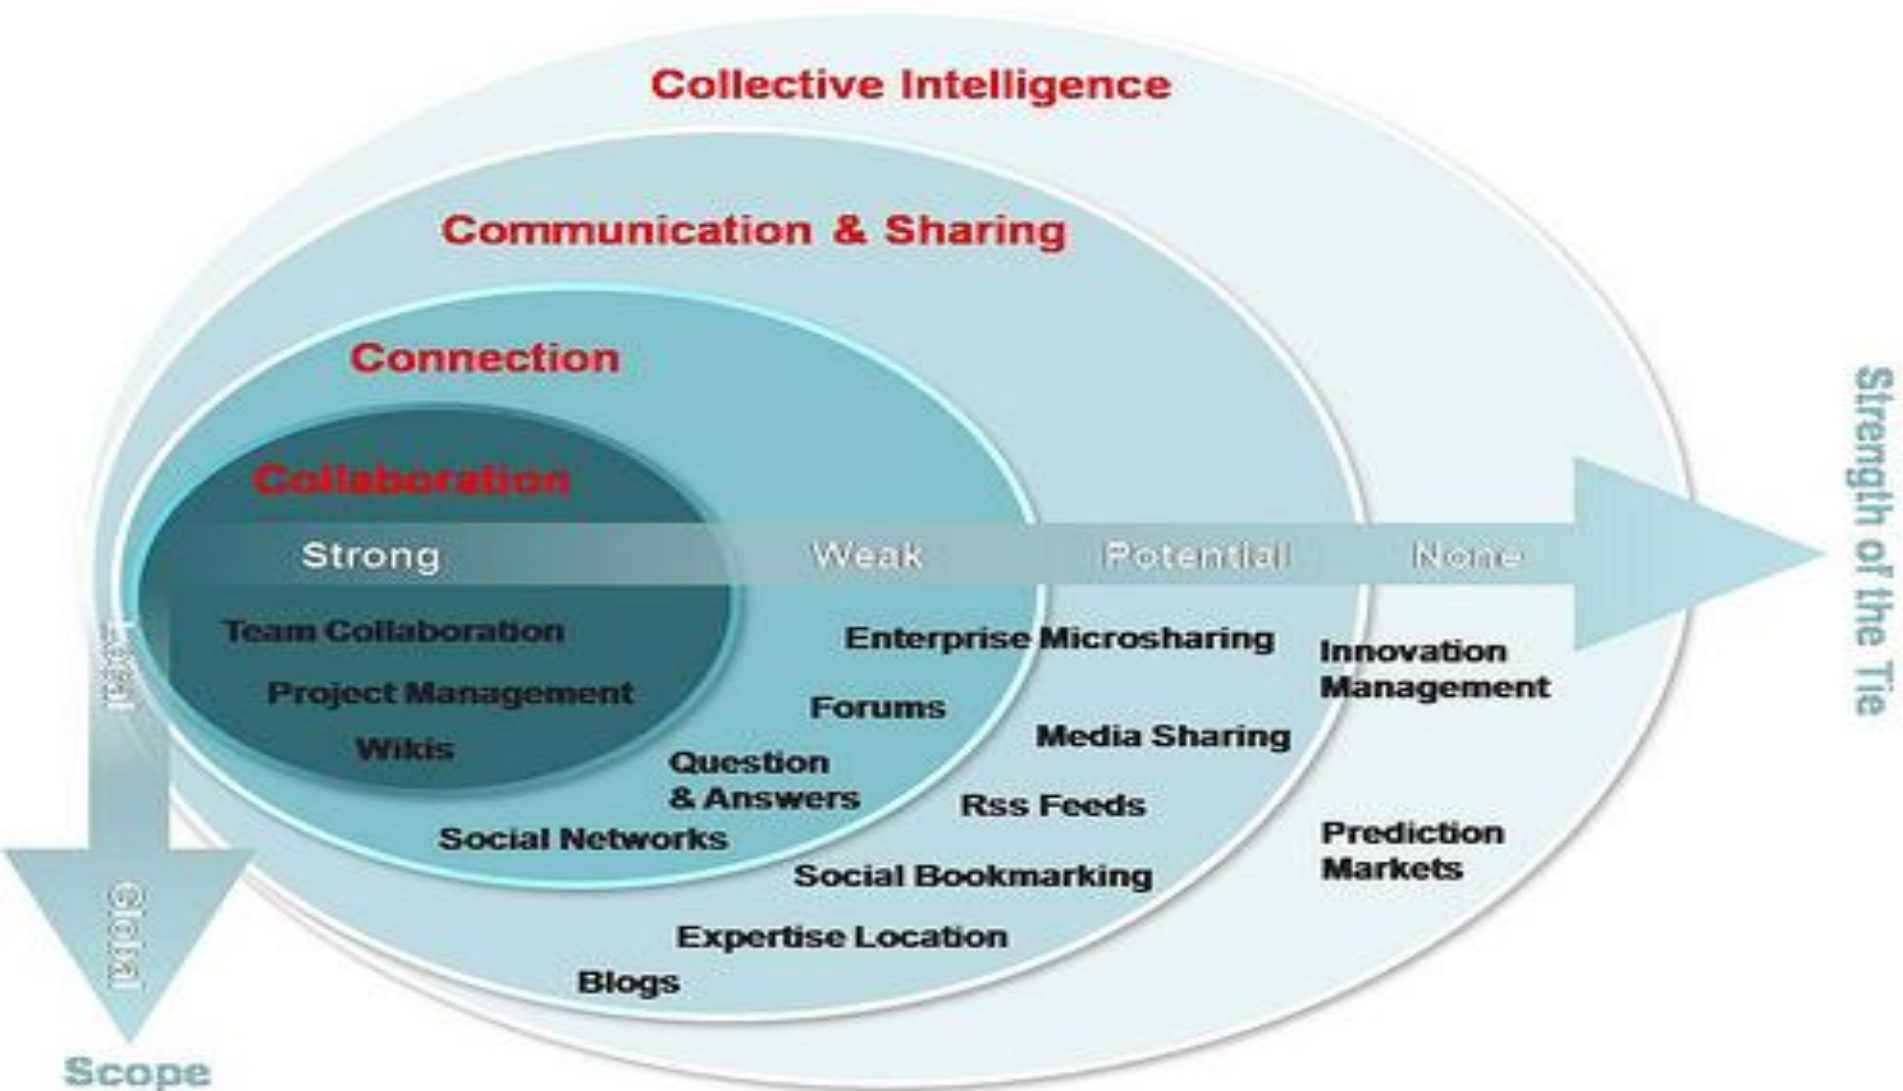 Collective Intelligence
Communication & Sharing
Connection
Collaboration
Strong
Weak
Potential
None
Strength of the Tie
Team Collaboration
Project Management
Wikis
Enterprise Microsharing
Forums
Question
& Answers
Social Networks
Media Sharing
Rss Feeds
Social Bookmarking
Expertise Location
Blogs
Innovation
Management
Prediction
Markets
Local
Global
Scope